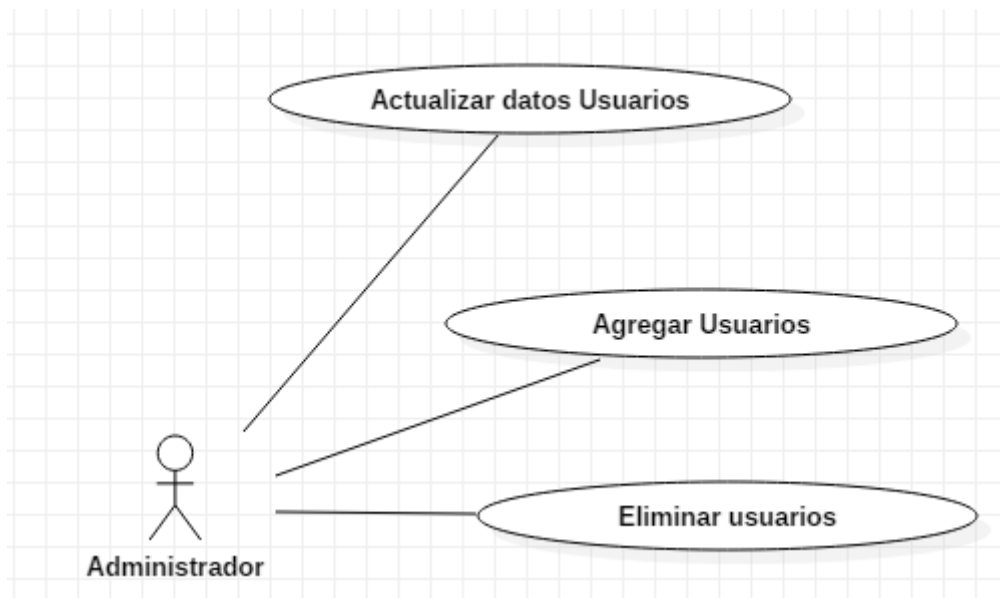 Actualizar datos Usuarios
Agregar Usuarios
Eliminar usuarios
Administrador